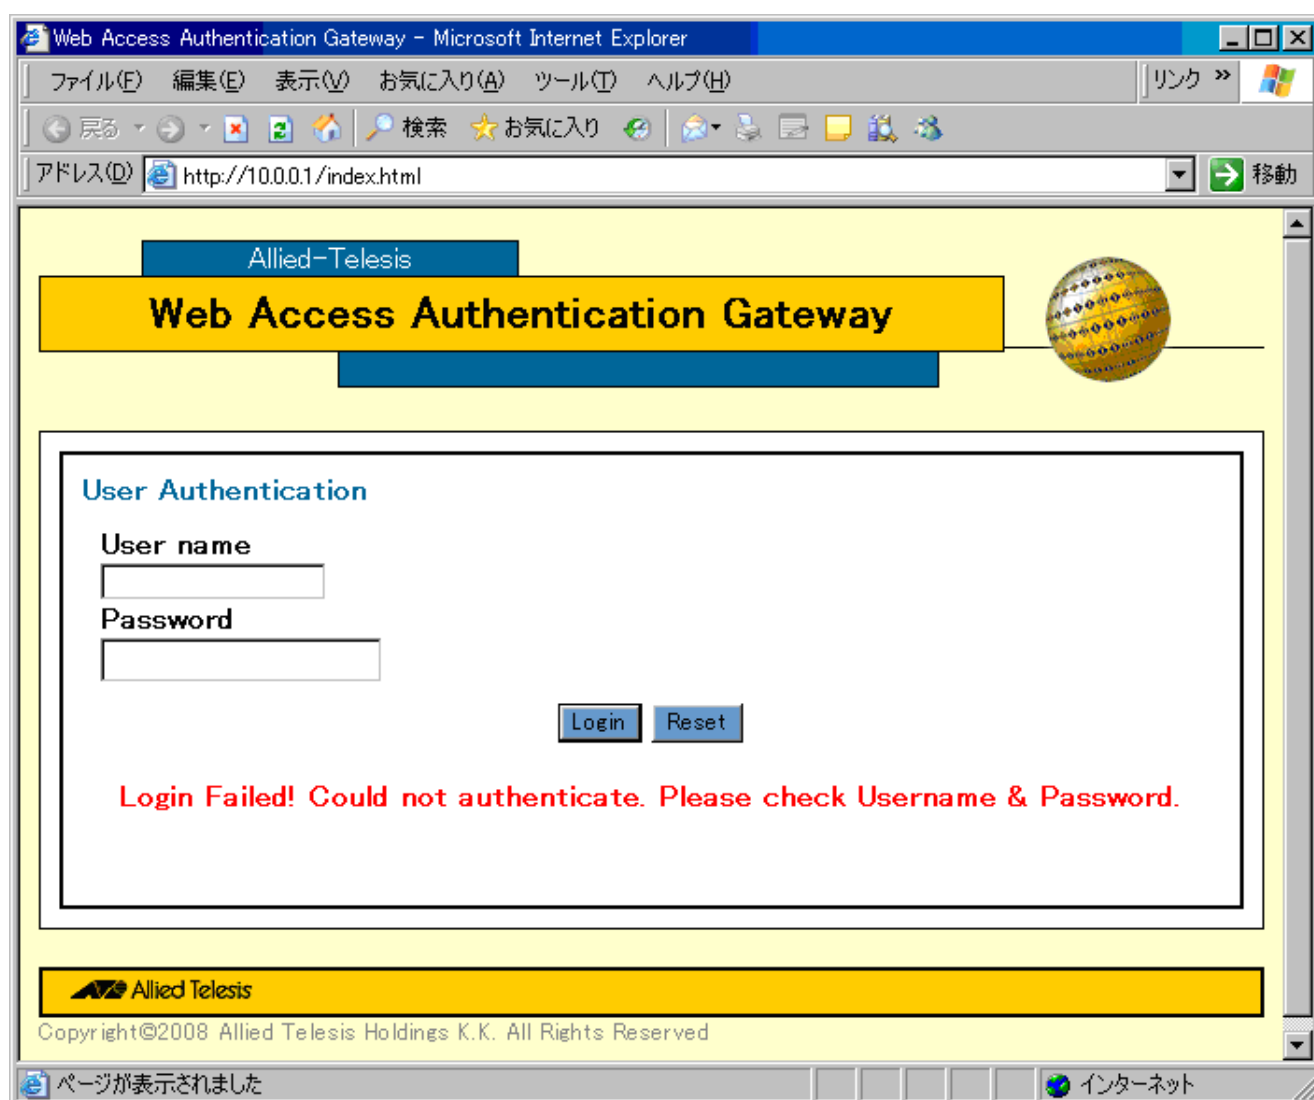 Web Access Authentication Gateway - Microsoft Internet Explorer
ファイル(F) 編集(E) 表示(V) お気に入り(A) ツール(T) ヘルプ(H) リンク »
戻る 検索 お気に入り
アドレス(D) http://10.0.0.1/index.html 移動
Allied-Telesis
Web Access Authentication Gateway
User Authentication
User name
Password
Login Reset
Login Failed! Could not authenticate. Please check Username & Password.
Allied Telesis
Copyright©2008 Allied Telesis Holdings K.K. All Rights Reserved
ページが表示されました インターネット